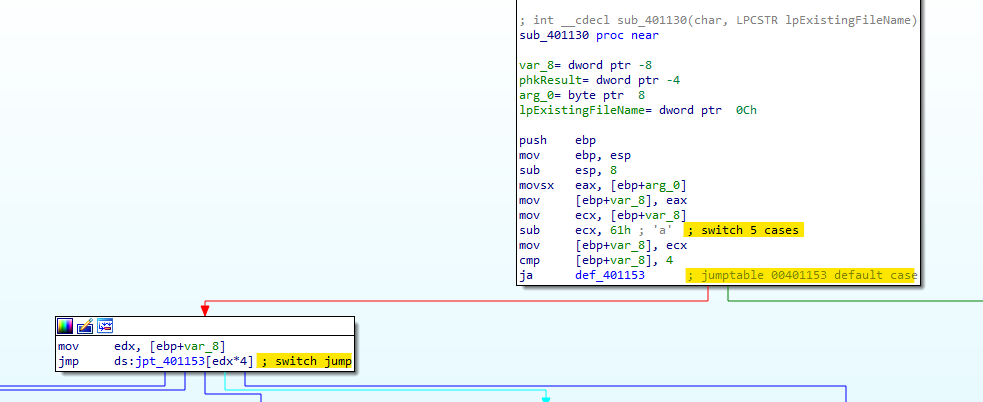 ; int __cdecl sub_401130(char, LPCSTR lpExistingFileName)
sub_401130 proc near
var_8= dword ptr -8
phkResult= dword ptr -4
arg_0= byte ptr  8
lpExistingFileName= dword ptr  0Ch
push    ebp
mov     ebp, esp
sub     esp, 8
movsx   eax, [ebp+arg_0]
mov     [ebp+var_8], eax
mov     ecx, [ebp+var_8]
sub     ecx, 61h ; 'a'  ; switch 5 cases
mov     [ebp+var_8], ecx
cmp     [ebp+var_8], 4
ja      def_401153      ; jumptable 00401153 default case
mov     edx, [ebp+var_8]
jmp     ds:jpt_401153[edx*4] ; switch jump